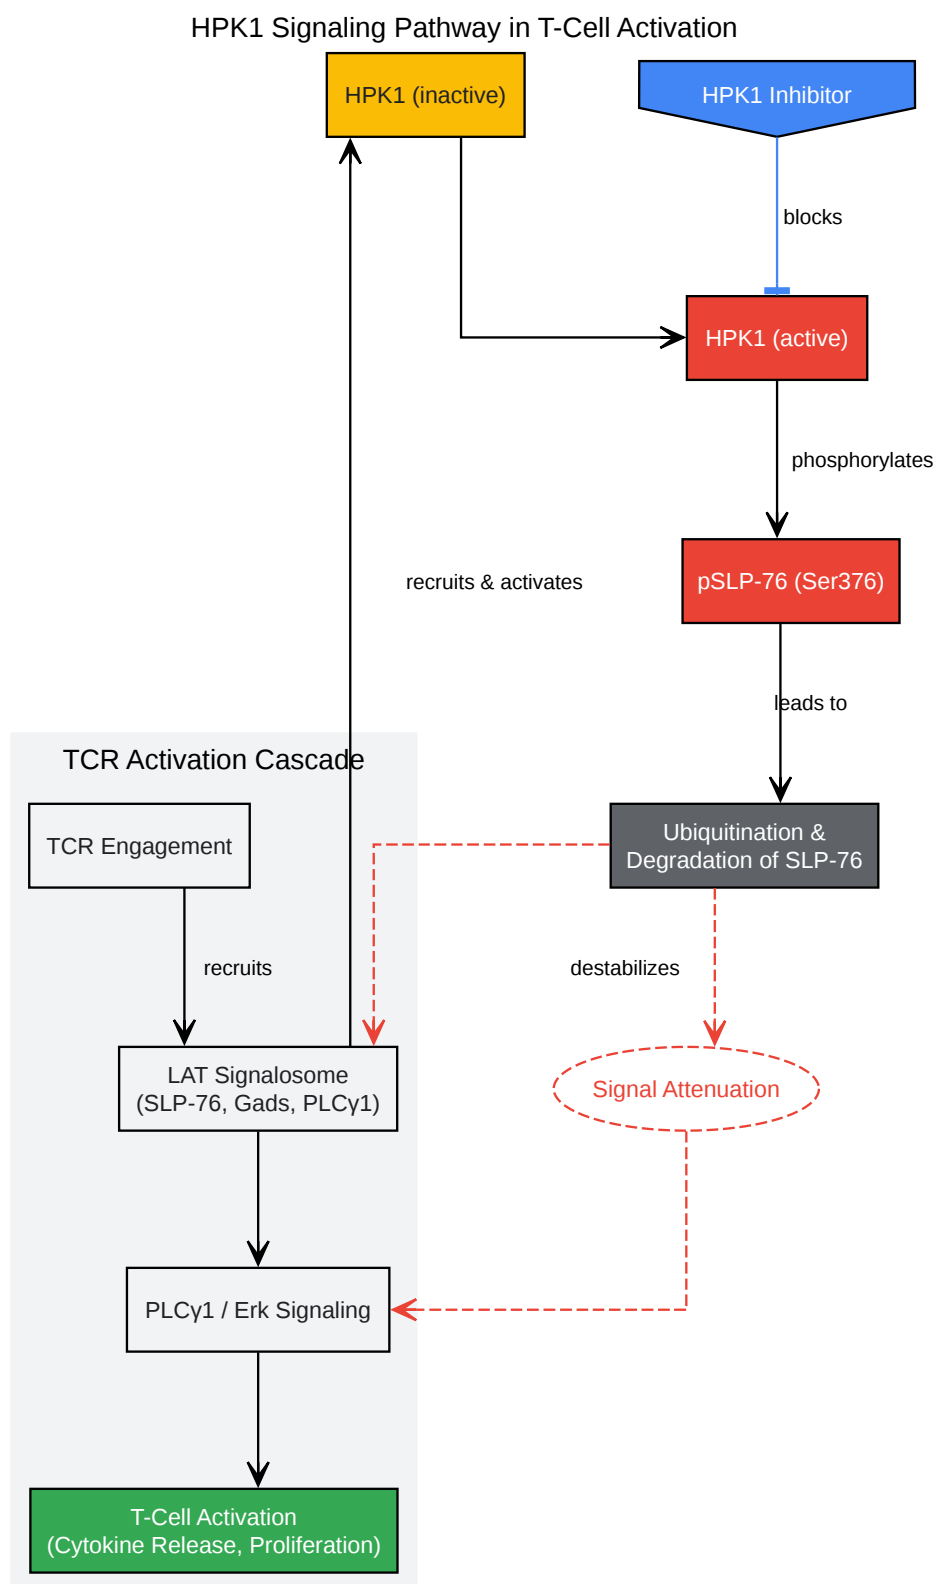 HPK1 Signaling Pathway in T-Cell Activation
HPK1 (inactive)
HPK1 Inhibitor
blocks
HPK1 (active)
phosphorylates
recruits & activates
pSLP-76 (Ser376)
leads to
TCR Activation Cascade
TCR Engagement
Ubiquitination &
Degradation of SLP-76
recruits
destabilizes
LAT Signalosome
(SLP-76, Gads, PLCγ1)
Signal Attenuation
PLCγ1 / Erk Signaling
T-Cell Activation
(Cytokine Release, Proliferation)